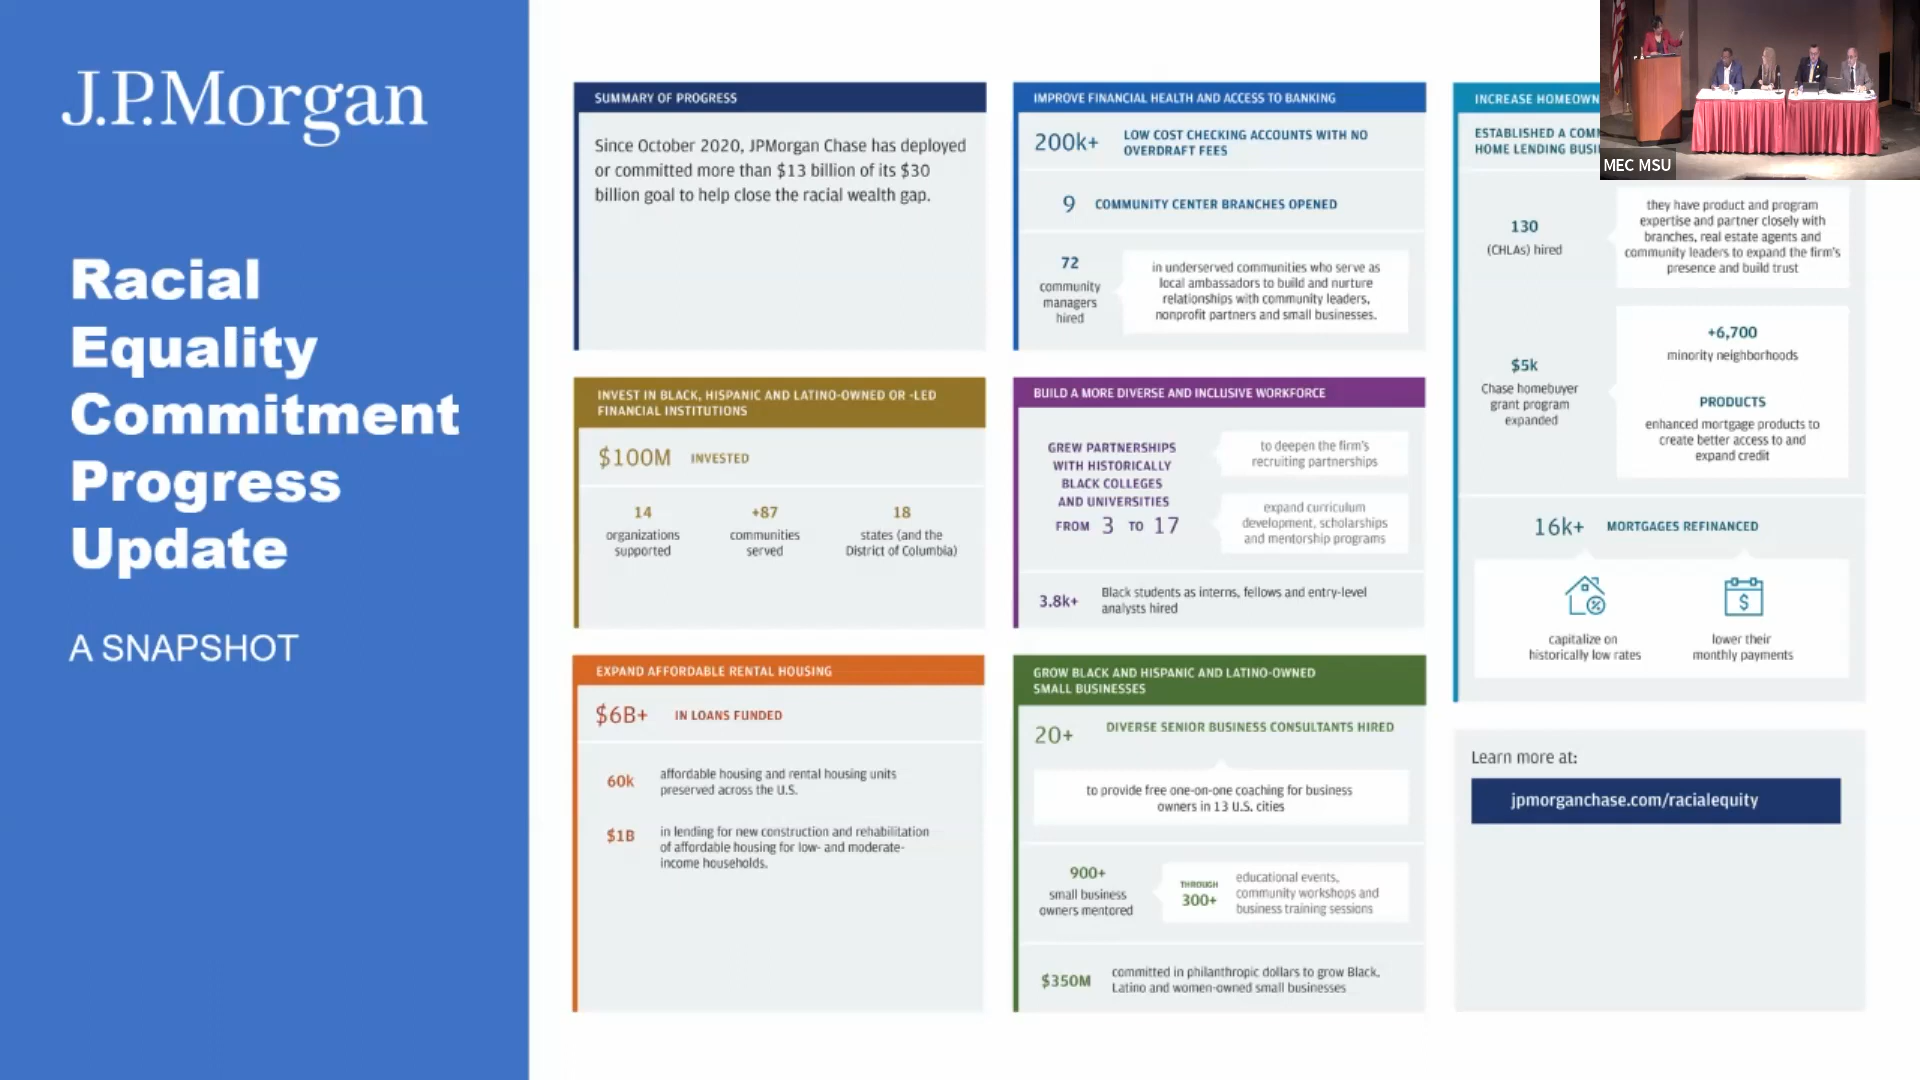 J.P.Morgan
Racial
Equality
Commitment
Progress
Update
A SNAPSHOT
SUMMARY OF PROGRESS
Since October 2020, JPMorgan Chase has deployed
or committed more than $13 billion of its $30
billion goal to help close the racial wealth gap.
INVEST IN BLACK, HISPANIC AND LATINO-OWNED OR -LED
FINANCIAL INSTITUTIONS
$100M INVESTED
14
organizations
supported
+87
communities
served
18
states (and the
District of Columbia)
EXPAND AFFORDABLE RENTAL HOUSING
$6B+ IN LOANS FUNDED
60k
affordable housing and rental housing units
preserved across the U.S.
$1B
in lending for new construction and rehabilitation
of affordable housing for low- and moderate-
income households.
IMPROVE FINANCIAL HEALTH AND ACCESS TO BANKING
200k+
LOW COST CHECKING ACCOUNTS WITH NO
OVERDRAFT FEES
9 COMMUNITY CENTER BRANCHES OPENED
72
community
managers
hired
in underserved communities who serve as
local ambassadors to build and nurture
relationships with community leaders,
nonprofit partners and small businesses.
BUILD A MORE DIVERSE AND INCLUSIVE WORKFORCE
GREW PARTNERSHIPS
WITH HISTORICALLY
BLACK COLLEGES
AND UNIVERSITIES
FROM 3 TO 17
to deepen the firm's
recruiting partnerships
expand curriculum
development, scholarships
and mentorship programs
3.8k+
Black students as interns, fellows and entry-level
analysts hired
GROW BLACK AND HISPANIC AND LATINO-OWNED
SMALL BUSINESSES
20+ DIVERSE SENIOR BUSINESS CONSULTANTS HIRED
to provide free one-on-one coaching for business
owners in 13 U.S. cities
900+
small business
owners mentored
THROUGH
300+
educational events,
community workshops and
business training sessions
$350M
committed in philanthropic dollars to grow Black,
Latino and women-owned small businesses
INCREASE HOMEOWN
ESTABLISHED A COM
HOME LENDING BUSI
MEC MSU
130
(CHLAs) hired
they have product and program
expertise and partner closely with
branches, real estate agents and
community leaders to expand the firm's
presence and build trust
$5k
Chase homebuyer
grant program
expanded
+6,700
minority neighborhoods
PRODUCTS
enhanced mortgage products to
create better access to and
expand credit
16k+ MORTGAGES REFINANCED
capitalize on
historically low rates
lower their
monthly payments
Learn more at:
jpmorganchase.com/racialequity